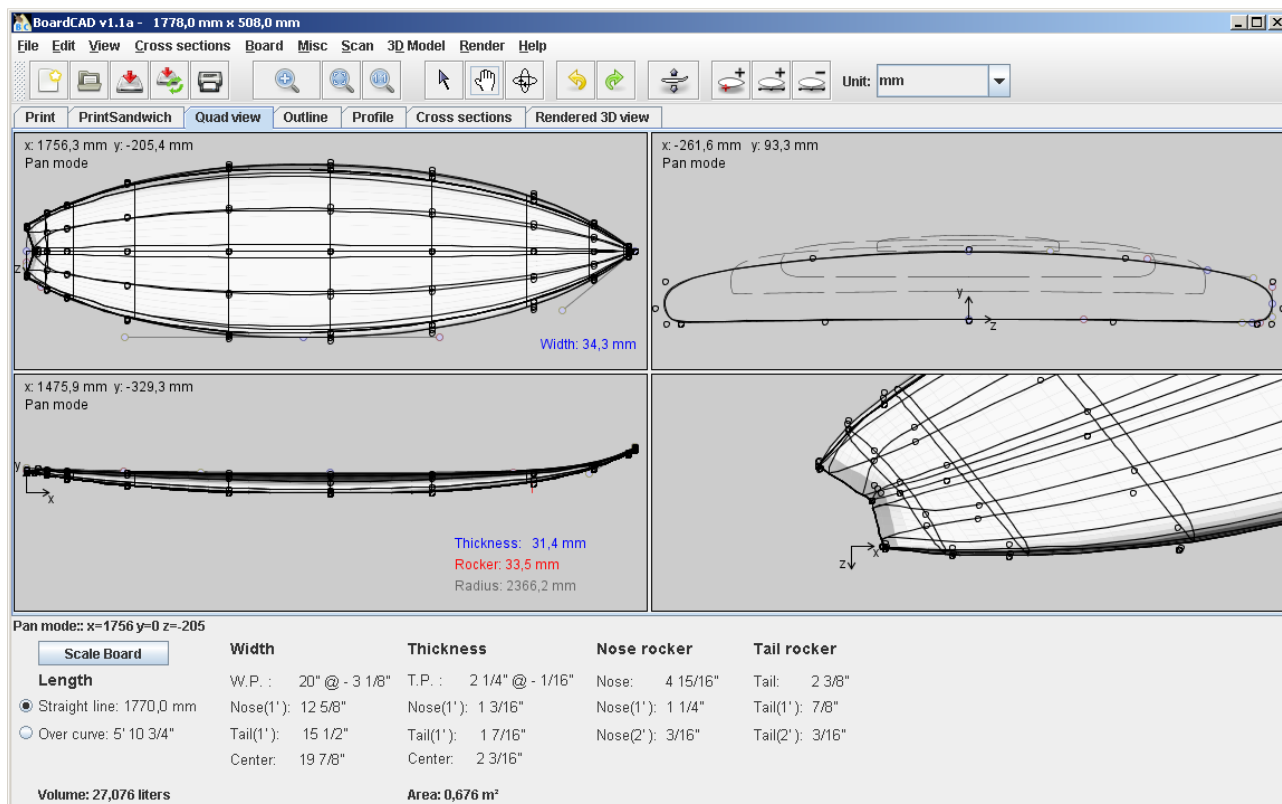 BoardCAD v1.1a - 1778,0 mm x 508,0 mm
File Edit View Cross sections Board Misc Scan 3D Model Render Help
Unit: mm
Print PrintSandwich Quad view Outline Profile Cross sections Rendered 3D view
x: 1756,3 mm y: -205,4 mm
Pan mode
z
Width: 34,3 mm
x: -261,6 mm y: 93,3 mm
Pan mode
y
z
x: 1475,9 mm y: -329,3 mm
Pan mode
y
x
Thickness: 31,4 mm
Rocker: 33,5 mm
Radius: 2366,2 mm
x
z
Pan mode:: x=1756 y=0 z=-205
Scale Board Width Thickness Nose rocker Tail rocker
Length W.P. : 20" @ - 3 1/8" T.P. : 2 1/4" @ - 1/16" Nose: 4 15/16" Tail: 2 3/8"
Straight line: 1770,0 mm Nose(1'): 12 5/8" Nose(1'): 1 3/16" Nose(1'): 1 1/4" Tail(1'): 7/8"
Over curve: 5' 10 3/4" Tail(1'): 15 1/2" Tail(1'): 1 7/16" Nose(2'): 3/16" Tail(2'): 3/16"
Center: 19 7/8" Center: 2 3/16"
Volume: 27,076 liters Area: 0,676 m²